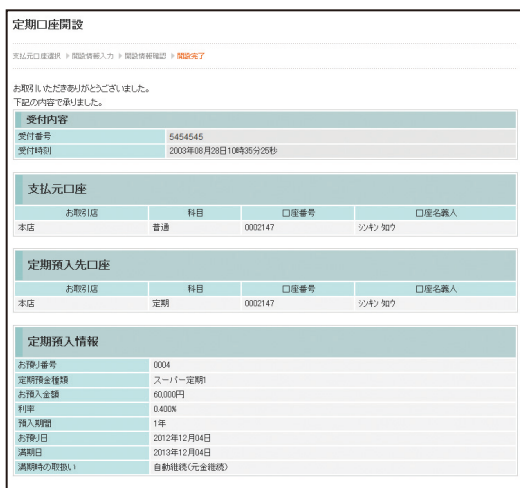 定期口座開設
支払元口座選択 > 開設情報入力 > 開設情報確認 > 開設完了
お取引いただきありがとうございました。
下記の内容で承りました。
受付内容
受付番号 5454545
受付時刻 2003年08月28日10時35分25秒
支払元口座
お取引店 科目 口座番号 口座名義人
本店 普通 0002147 シンキン タロウ
定期預入先口座
お取引店 科目 口座番号 口座名義人
本店 定期 0002147 シンキン タロウ
定期預入情報
お預り番号 0004
定期預金種類 スーパー定期1
お預入金額 60,000円
利率 0.400%
預入期間 1年
お預り日 2012年12月04日
満期日 2013年12月04日
満期時の取扱い 自動継続(元金継続)